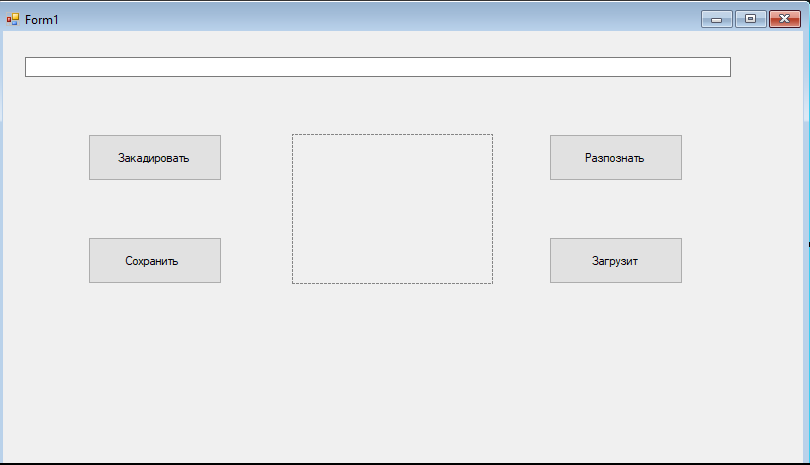 Form1
Закадировать
Разпознать
Сохранить
Загрузит